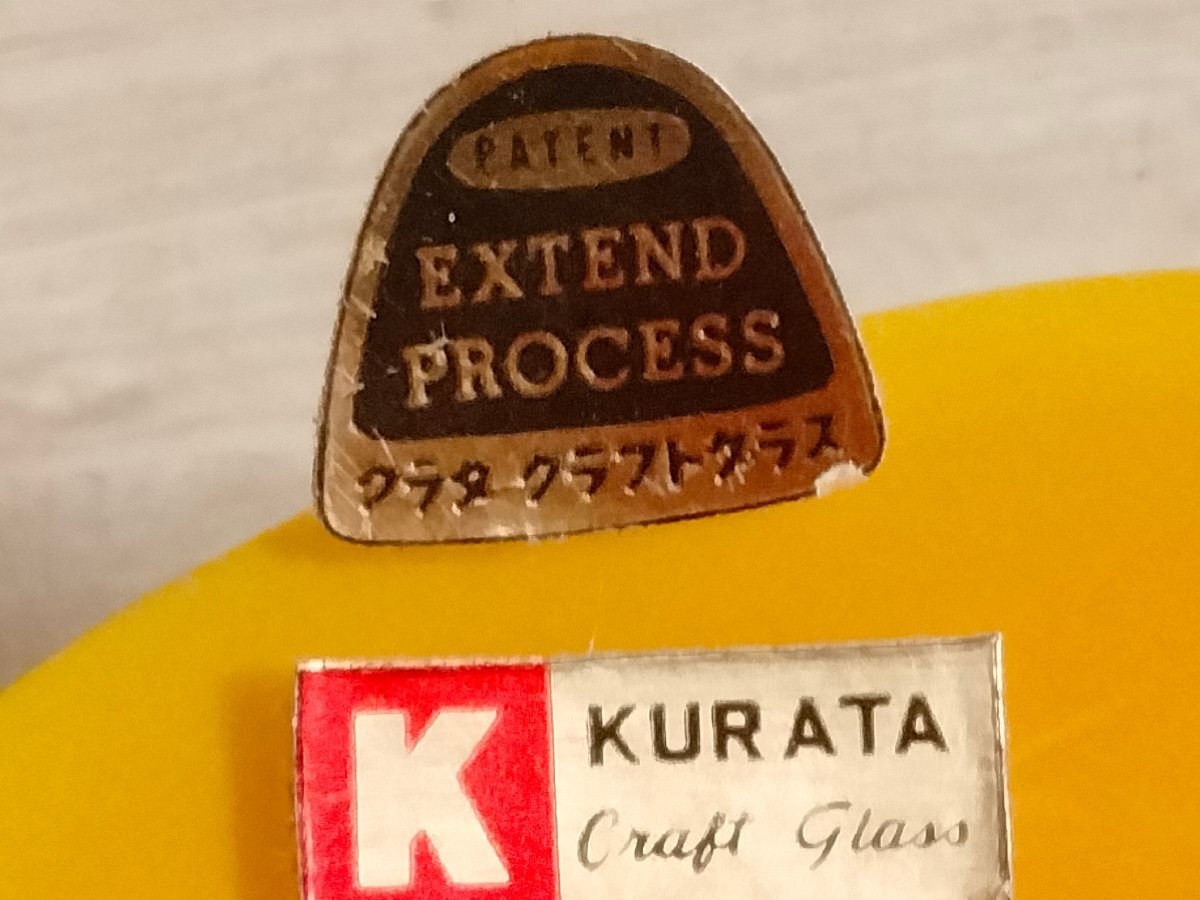 PATENT
EXTEND
PROCESS
クラタ クラフトグラス
K
KURATA
Craft Glass